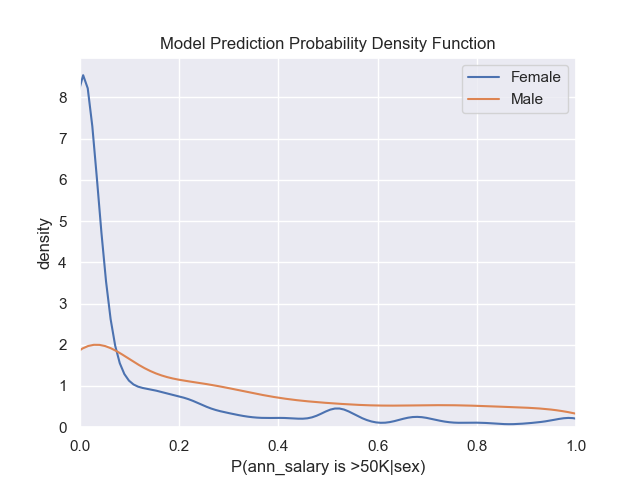 Model Prediction Probability Density Function
Female
Male
density
8
7
6
5
4
3
2
1
0
0.0 0.2 0.4 0.6 0.8 1.0
P(ann_salary is >50K|sex)